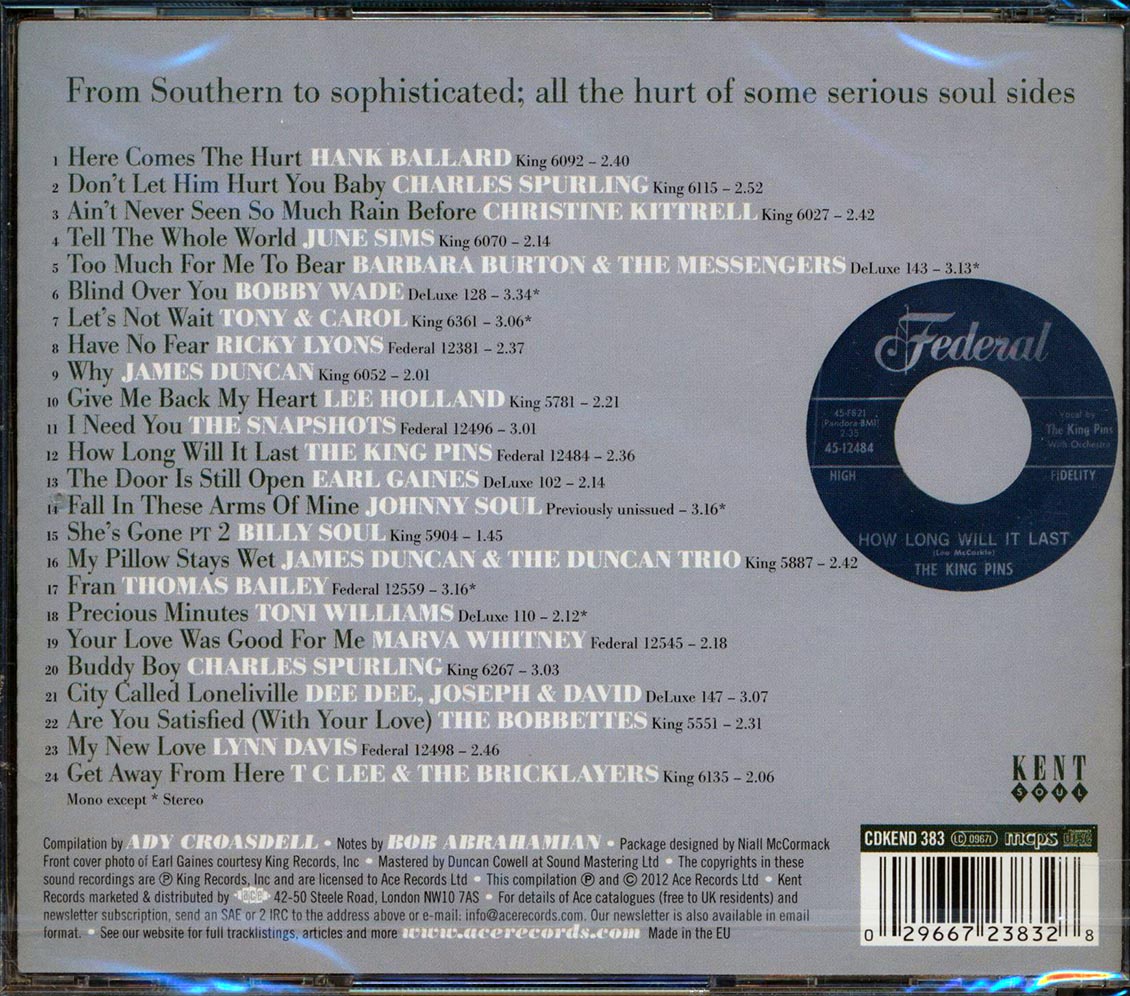 From Southern to sophisticated; all the hurt of some serious soul sides
1 Here Comes The Hurt HANK BALLARD King 6092 – 2.40
2 Don't Let Him Hurt You Baby CHARLES SPURLING King 6115 – 2.52
3 Ain't Never Seen So Much Rain Before CHRISTINE KITTRELL King 6027 – 2.42
4 Tell The Whole World JUNE SIMS King 6070 – 2.14
5 Too Much For Me To Bear BARBARA BURTON & THE MESSENGERS DeLuxe 143 – 3.13*
6 Blind Over You BOBBY WADE DeLuxe 128 – 3.34*
7 Let's Not Wait TONY & CAROL King 6361 – 3.06*
8 Have No Fear RICKY LYONS Federal 12381 – 2.37
9 Why JAMES DUNCAN King 6052 – 2.01
10 Give Me Back My Heart LEE HOLLAND King 5781 – 2.21
11 I Need You THE SNAPSHOTS Federal 12496 – 3.01
12 How Long Will It Last THE KING PINS Federal 12484 – 2.36
13 The Door Is Still Open EARL GAINES DeLuxe 102 – 2.14
14 Fall In These Arms Of Mine JOHNNY SOUL Previously unissued – 3.16*
15 She's Gone PT 2 BILLY SOUL King 5904 – 1.45
16 My Pillow Stays Wet JAMES DUNCAN & THE DUNCAN TRIO King 5887 – 2.42
17 Fran THOMAS BAILEY Federal 12559 – 3.16*
18 Precious Minutes TONI WILLIAMS DeLuxe 110 – 2.12*
19 Your Love Was Good For Me MARVA WHITNEY Federal 12545 – 2.18
20 Buddy Boy CHARLES SPURLING King 6267 – 3.03
21 City Called Loneliville DEE DEE, JOSEPH & DAVID DeLuxe 147 – 3.07
22 Are You Satisfied (With Your Love) THE BOBBETTES King 5551 – 2.31
23 My New Love LYNN DAVIS Federal 12498 – 2.46
24 Get Away From Here T C LEE & THE BRICKLAYERS King 6135 – 2.06
Mono except * Stereo
Federal
45-F821
(Pandora-BMI)
2:35
45-12484
Vocal by
The King Pins
With Orchestra
HIGH FIDELITY
HOW LONG WILL IT LAST
(Lee McCorkle)
THE KING PINS
KENT
SOUL
Compilation by ADY CROASDELL • Notes by BOB ABRAHAMIAN • Package designed by Niall McCormack
Front cover photo of Earl Gaines courtesy King Records, Inc • Mastered by Duncan Cowell at Sound Mastering Ltd • The copyrights in these
sound recordings are ℗ King Records, Inc and are licensed to Ace Records Ltd • This compilation ℗ and © 2012 Ace Records Ltd • Kent
Records marketed & distributed by ace 42-50 Steele Road, London NW10 7AS • For details of Ace catalogues (free to UK residents) and
newsletter subscription, send an SAE or 2 IRC to the address above or e-mail: info@acerecords.com. Our newsletter is also available in email
format. • See our website for full tracklistings, articles and more www.acerecords.com Made in the EU
CDKEND 383 LC 09671 mcps
0 29667 23832 8